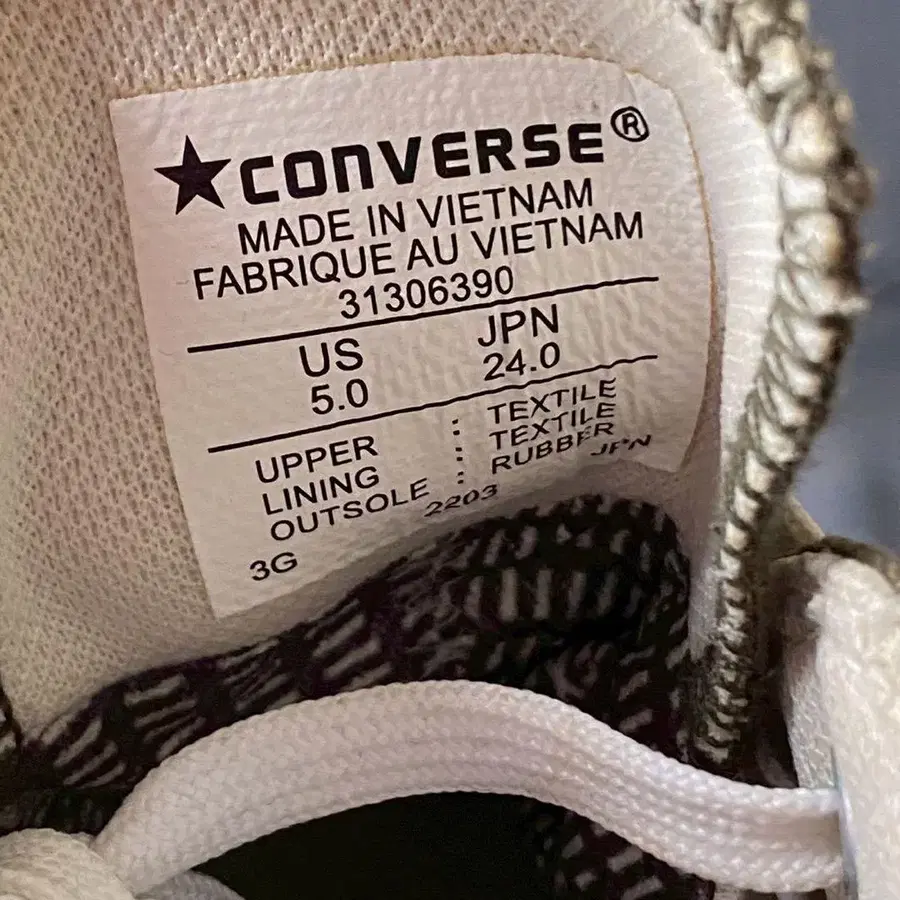 ★CONVERSE®
MADE IN VIETNAM
FABRIQUE AU VIETNAM
31306390
US JPN
5.0 24.0
UPPER : TEXTILE
LINING : TEXTILE
OUTSOLE : RUBBER
3G 2203 JPN